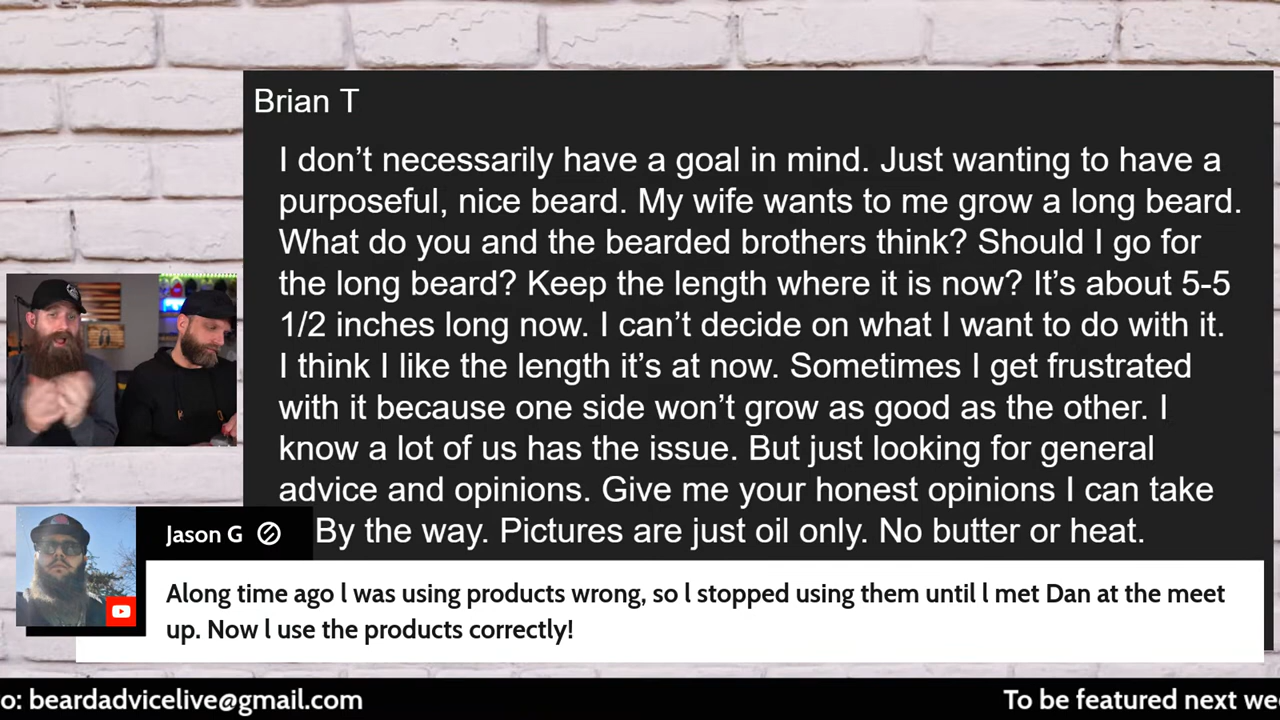 Brian T
I don’t necessarily have a goal in mind. Just wanting to have a
purposeful, nice beard. My wife wants to me grow a long beard.
What do you and the bearded brothers think? Should I go for
the long beard? Keep the length where it is now? It’s about 5-5
1/2 inches long now. I can’t decide on what I want to do with it.
I think I like the length it’s at now. Sometimes I get frustrated
with it because one side won’t grow as good as the other. I
know a lot of us has the issue. But just looking for general
advice and opinions. Give me your honest opinions I can take
By the way. Pictures are just oil only. No butter or heat.
Jason G
Along time ago l was using products wrong, so l stopped using them until l met Dan at the meet
up. Now l use the products correctly!
o: beardadvicelive@gmail.com
To be featured next we